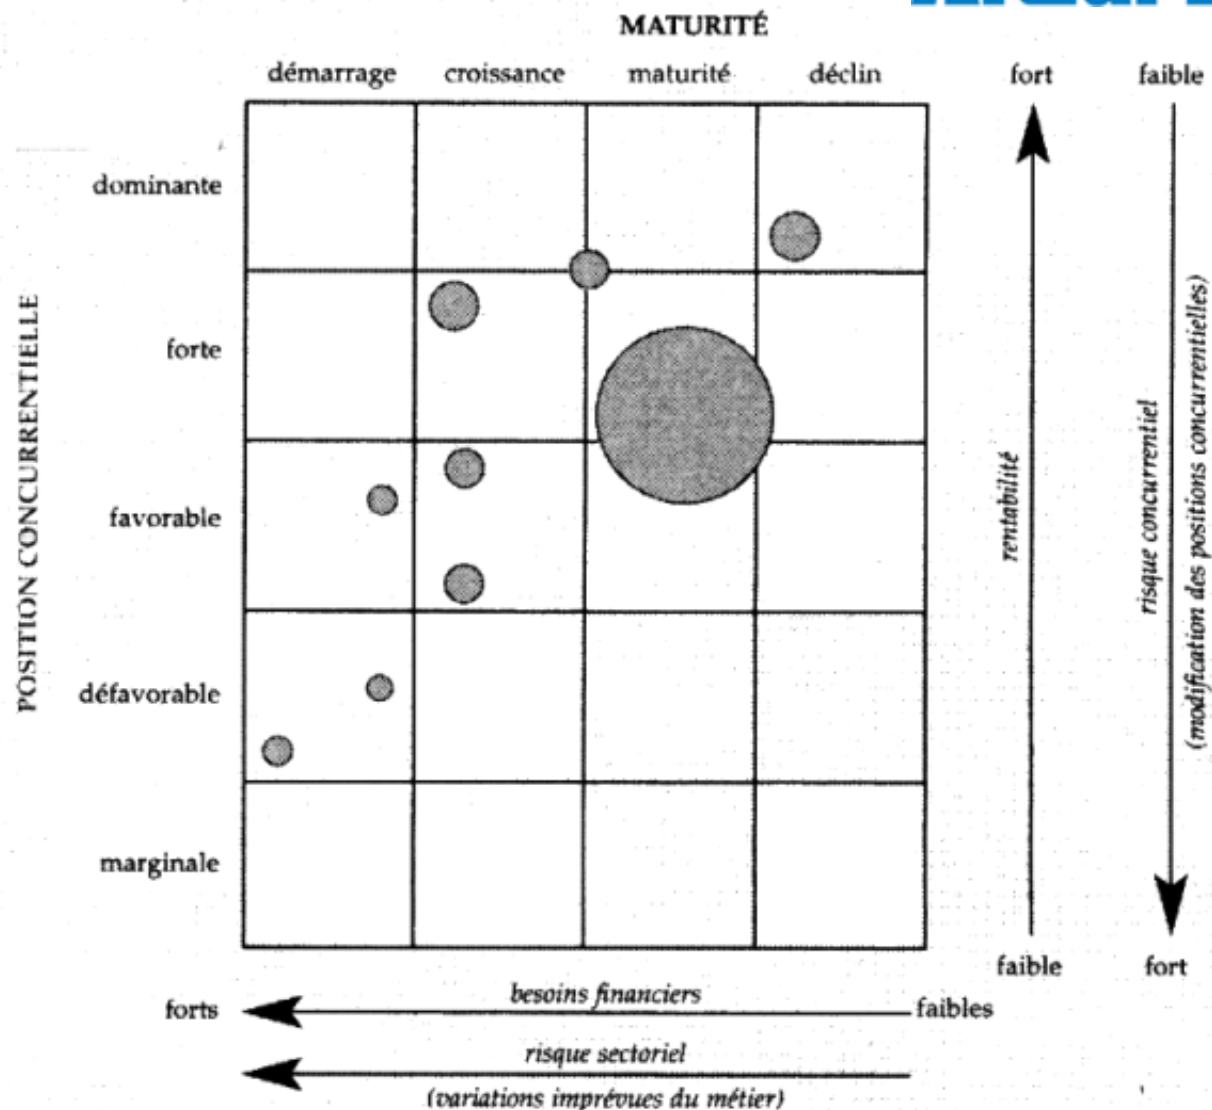 MATURITÉ
démarrage croissance maturité déclin fort faible
dominante
forte
favorable
défavorable
marginale
POSITION CONCURRENTIELLE
rentabilité
risque concurrentiel
(modification des positions concurrentielles)
faible fort
forts besoins financiers faibles
risque sectoriel
(variations imprévues du métier)